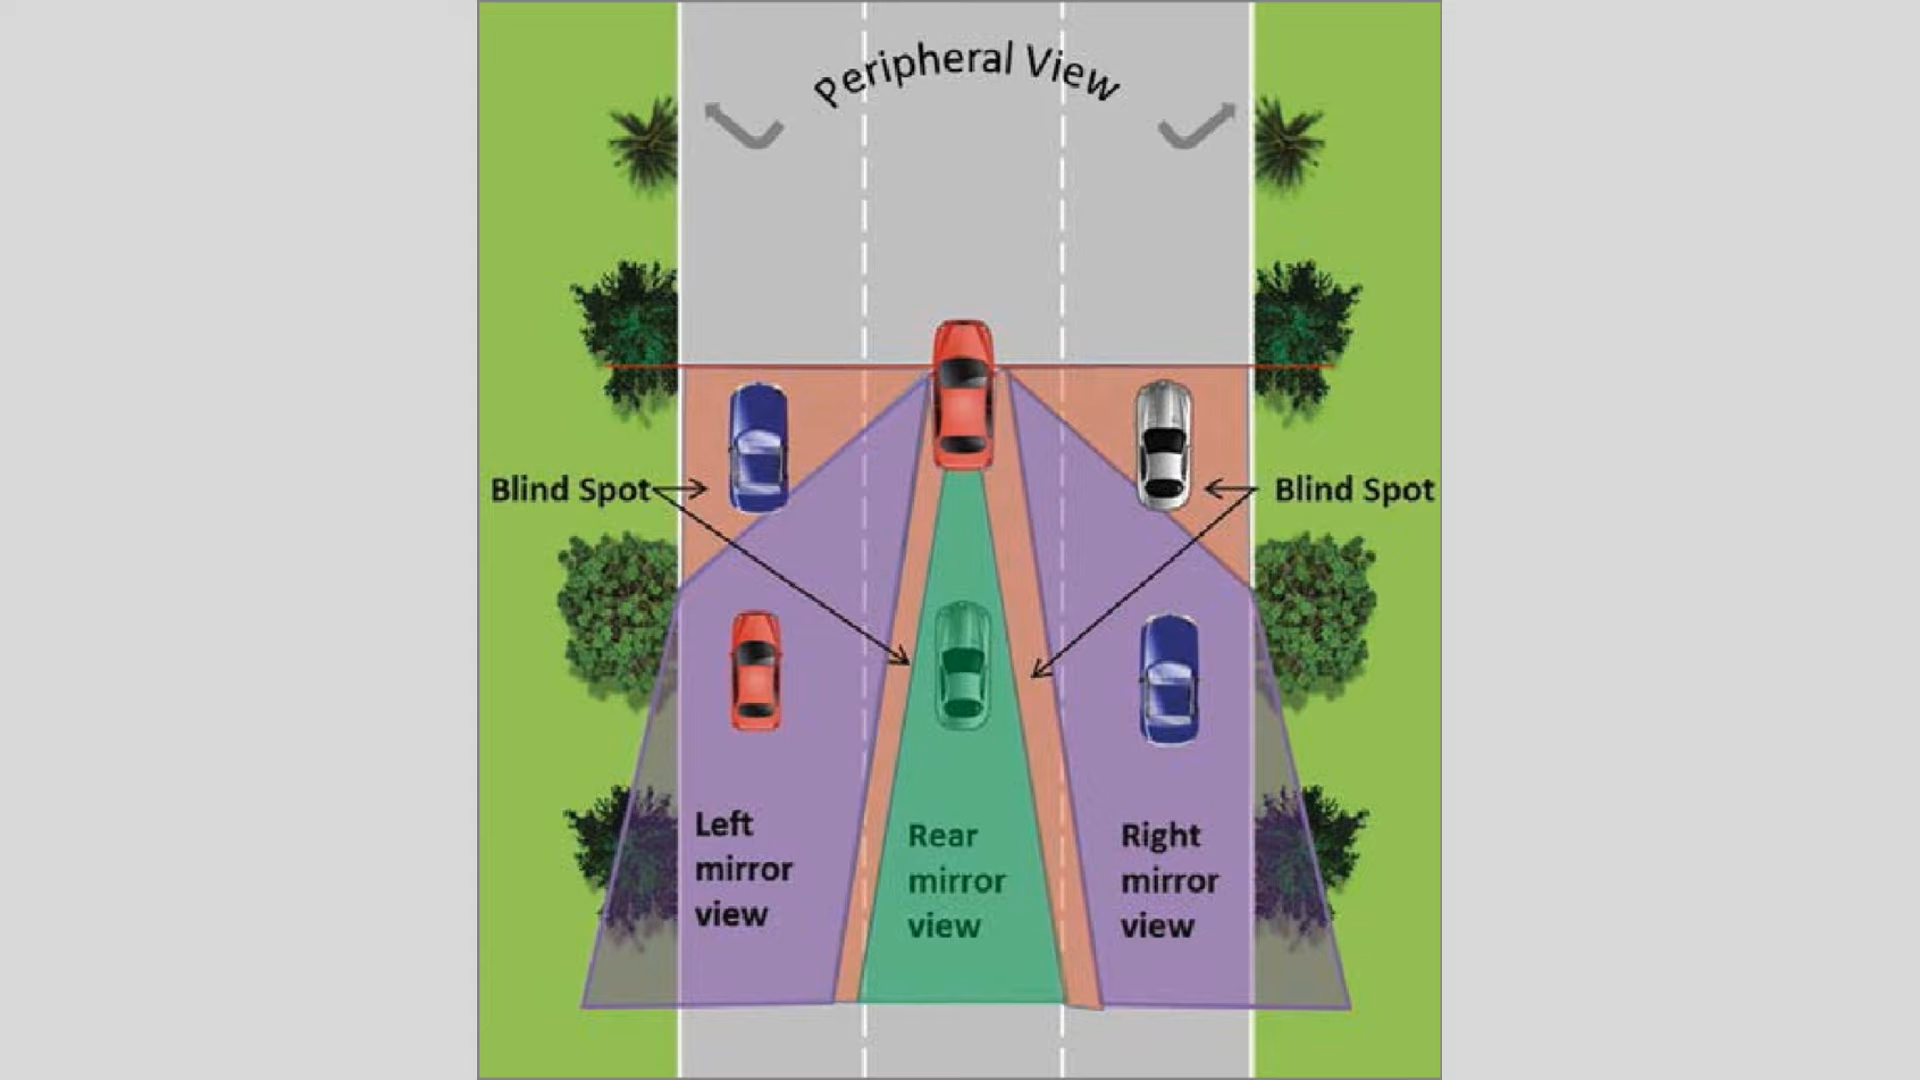 Peripheral View
Blind Spot
Blind Spot
Left
mirror
view
Rear
mirror
view
Right
mirror
view